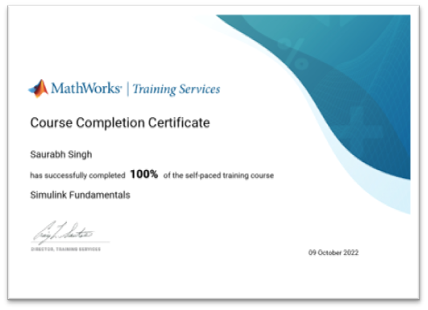 MathWorks® | Training Services
Course Completion Certificate
Saurabh Singh
has successfully completed 100% of the self-paced training course
Simulink Fundamentals
DIRECTOR, TRAINING SERVICES
09 October 2022